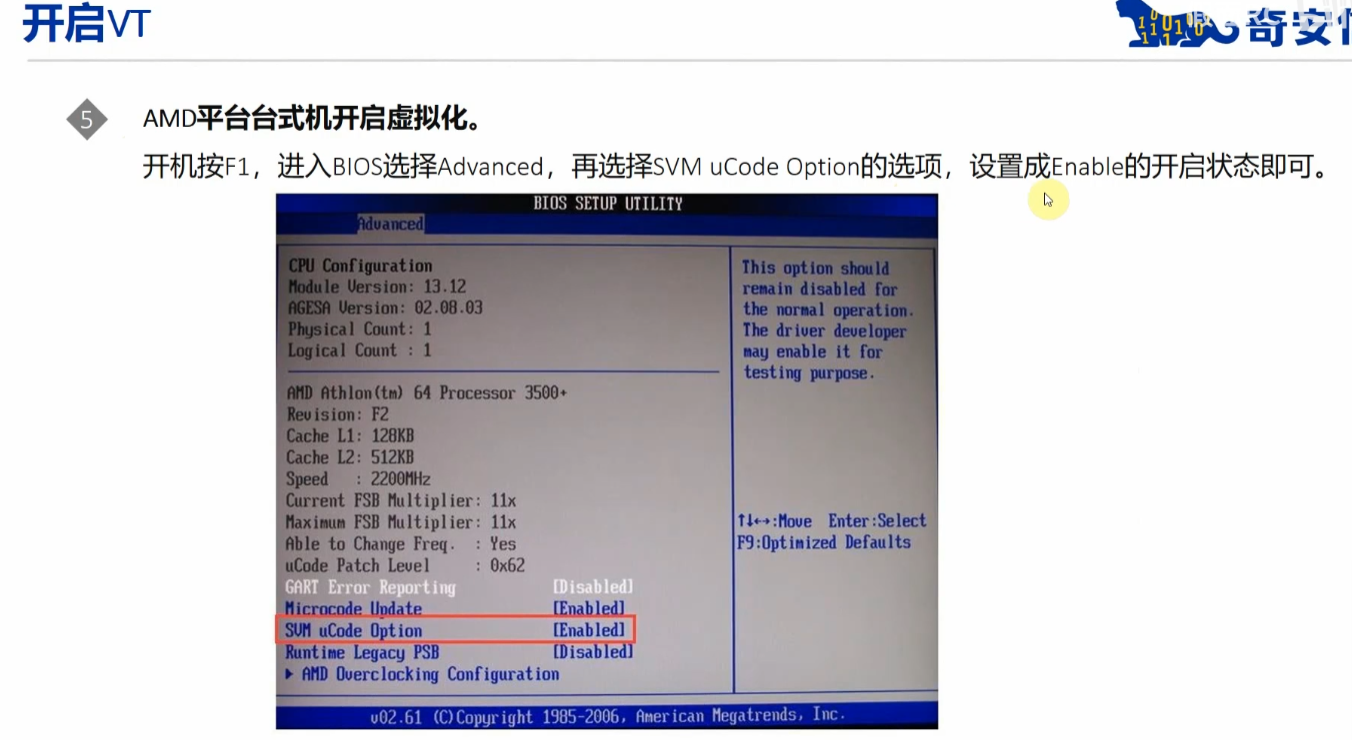 开启VT
奇安
5
AMD平台台式机开启虚拟化。
开机按F1，进入BIOS选择Advanced，再选择SVM uCode Option的选项，设置成Enable的开启状态即可。
BIOS SETUP UTILITY
Advanced
CPU Configuration
Module Version: 13.12
AGESA Version: 02.08.03
Physical Count: 1
Logical Count : 1
AMD Athlon(tm) 64 Processor 3500+
Revision: F2
Cache L1: 128KB
Cache L2: 512KB
Speed : 2200MHz
Current FSB Multiplier: 11x
Maximum FSB Multiplier: 11x
Able to Change Freq. : Yes
uCode Patch Level : 0x62
GART Error Reporting [Disabled]
Microcode Update [Enabled]
SVM uCode Option [Enabled]
Runtime Legacy PSB [Disabled]
AMD Overclocking Configuration
This option should
remain disabled for
the normal operation.
The driver developer
may enable it for
testing purpose.
↑↓←→:Move Enter:Select
F9:Optimized Defaults
v02.61 (C)Copyright 1985-2006, American Megatrends, Inc.